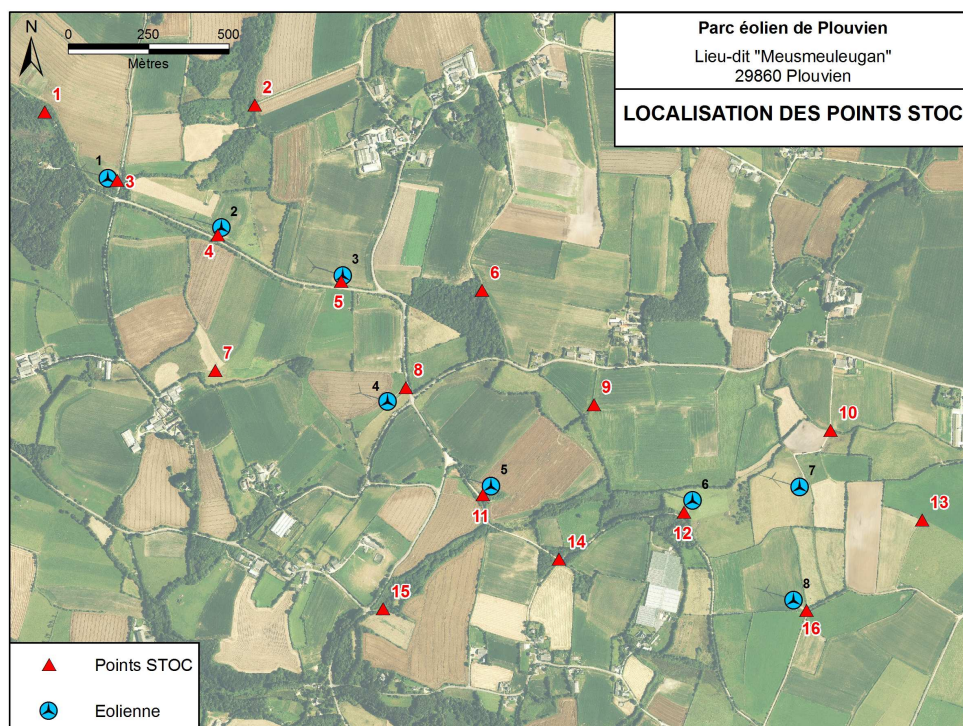 Parc éolien de Plouvien
Lieu-dit "Meusmeuleugan"
29860 Plouvien
LOCALISATION DES POINTS STOC
N
0 250 500
Mètres
1
2
1
3
2
4
3
5
6
7
8
4
9
10
5
11
6
12
7
13
14
15
8
16
Points STOC
Eolienne